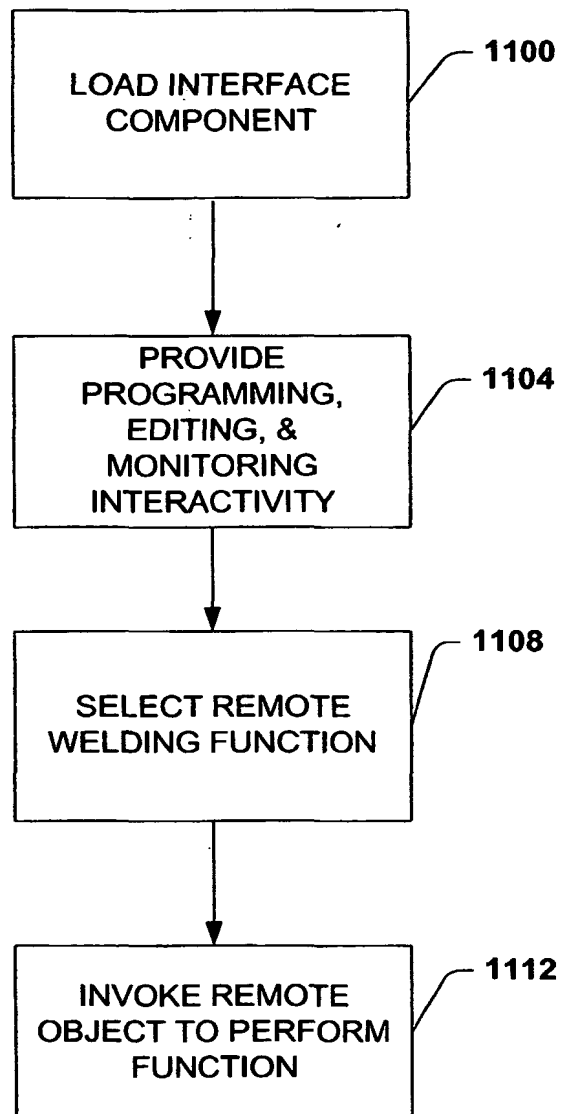 LOAD INTERFACE
COMPONENT
1100
PROVIDE
PROGRAMMING,
EDITING, &
MONITORING
INTERACTIVITY
1104
SELECT REMOTE
WELDING FUNCTION
1108
INVOKE REMOTE
OBJECT TO PERFORM
FUNCTION
1112